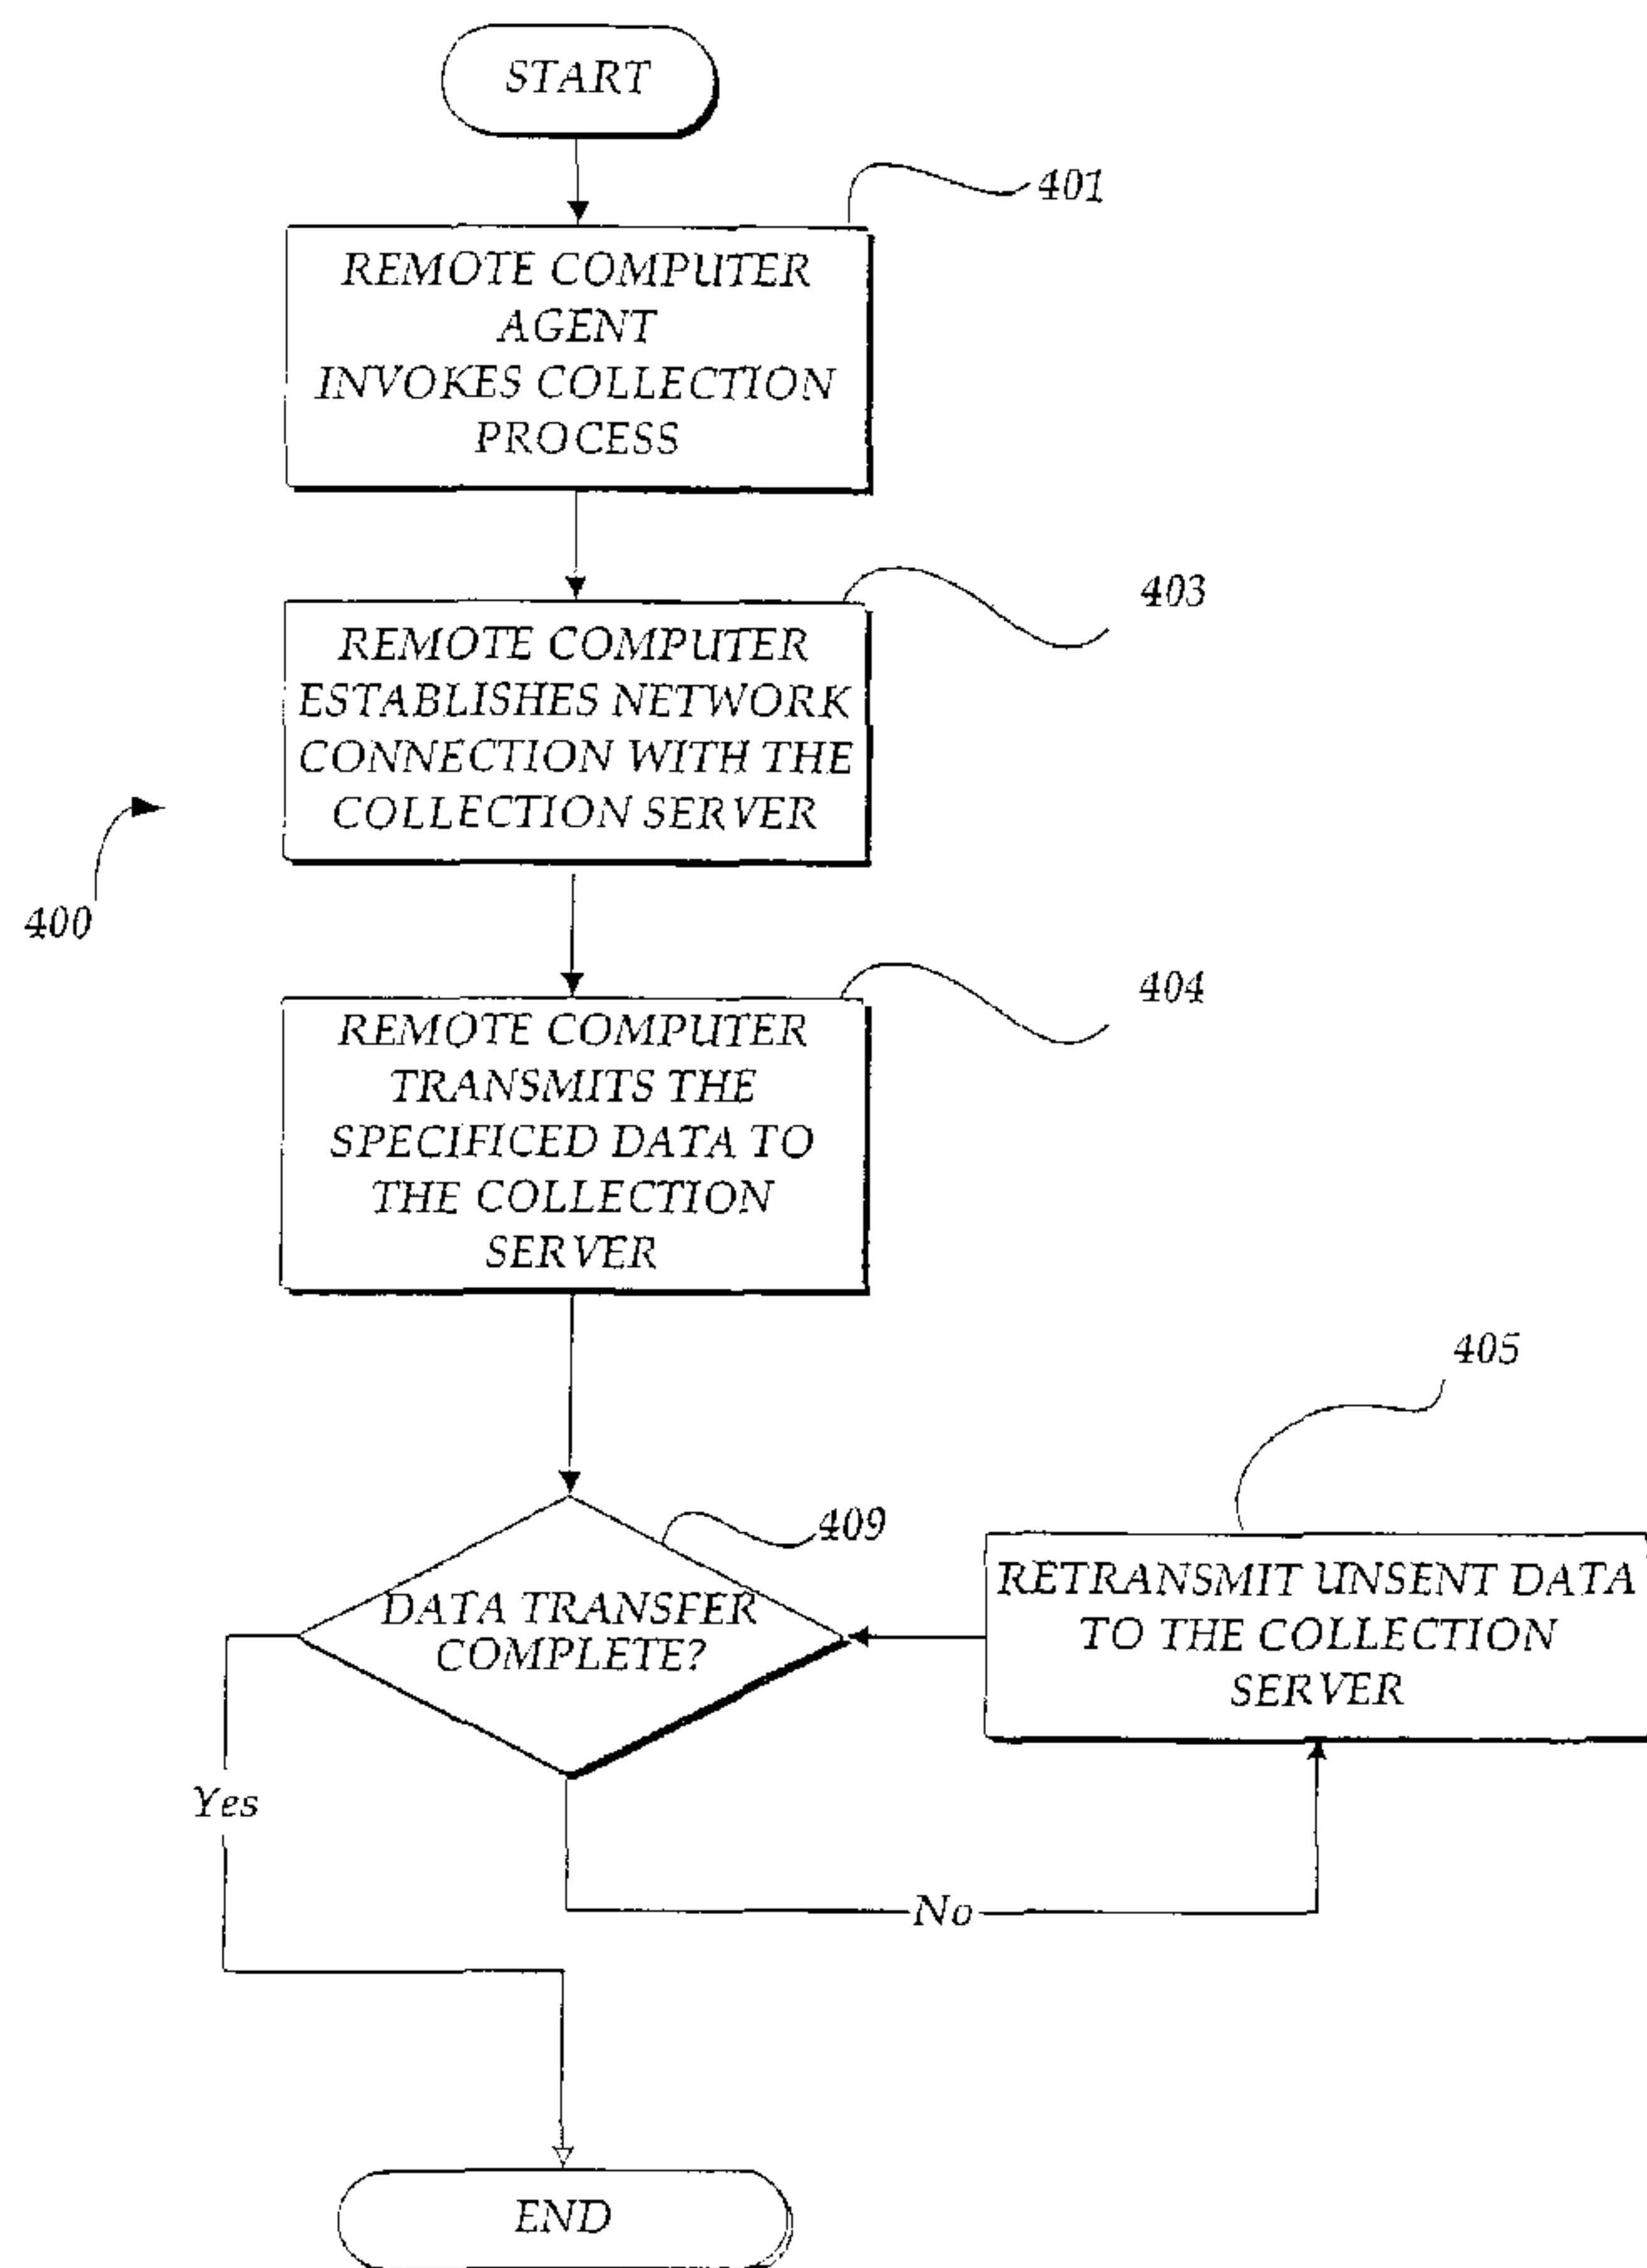 START
401
REMOTE COMPUTER
AGENT
INVOKES COLLECTION
PROCESS
403
REMOTE COMPUTER
ESTABLISHES NETWORK
CONNECTION WITH THE
COLLECTION SERVER
400
404
REMOTE COMPUTER
TRANSMITS THE
SPECIFICED DATA TO
THE COLLECTION
SERVER
405
409
DATA TRANSFER
COMPLETE?
RETRANSMIT UNSENT DATA
TO THE COLLECTION
SERVER
Yes
No
END